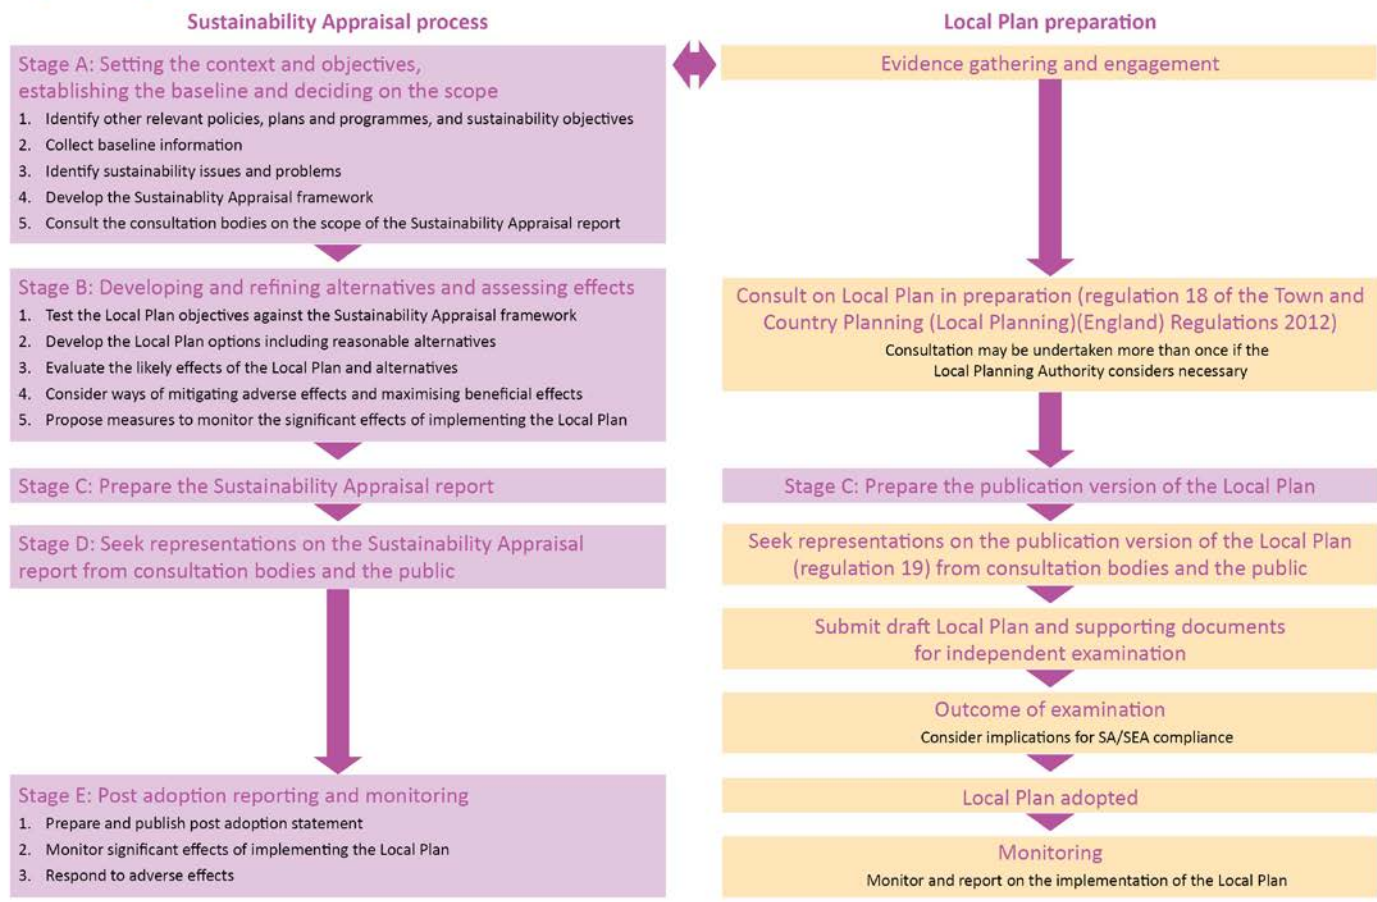 Sustainability Appraisal process
Stage A: Setting the context and objectives,
establishing the baseline and deciding on the scope
1. Identify other relevant policies, plans and programmes, and sustainability objectives
2. Collect baseline information
3. Identify sustainability issues and problems
4. Develop the Sustainablity Appraisal framework
5. Consult the consultation bodies on the scope of the Sustainability Appraisal report
Stage B: Developing and refining alternatives and assessing effects
1. Test the Local Plan objectives against the Sustainability Appraisal framework
2. Develop the Local Plan options including reasonable alternatives
3. Evaluate the likely effects of the Local Plan and alternatives
4. Consider ways of mitigating adverse effects and maximising beneficial effects
5. Propose measures to monitor the significant effects of implementing the Local Plan
Stage C: Prepare the Sustainability Appraisal report
Stage D: Seek representations on the Sustainability Appraisal
report from consultation bodies and the public
Stage E: Post adoption reporting and monitoring
1. Prepare and publish post adoption statement
2. Monitor significant effects of implementing the Local Plan
3. Respond to adverse effects
Local Plan preparation
Evidence gathering and engagement
Consult on Local Plan in preparation (regulation 18 of the Town and
Country Planning (Local Planning)(England) Regulations 2012)
Consultation may be undertaken more than once if the
Local Planning Authority considers necessary
Stage C: Prepare the publication version of the Local Plan
Seek representations on the publication version of the Local Plan
(regulation 19) from consultation bodies and the public
Submit draft Local Plan and supporting documents
for independent examination
Outcome of examination
Consider implications for SA/SEA compliance
Local Plan adopted
Monitoring
Monitor and report on the implementation of the Local Plan